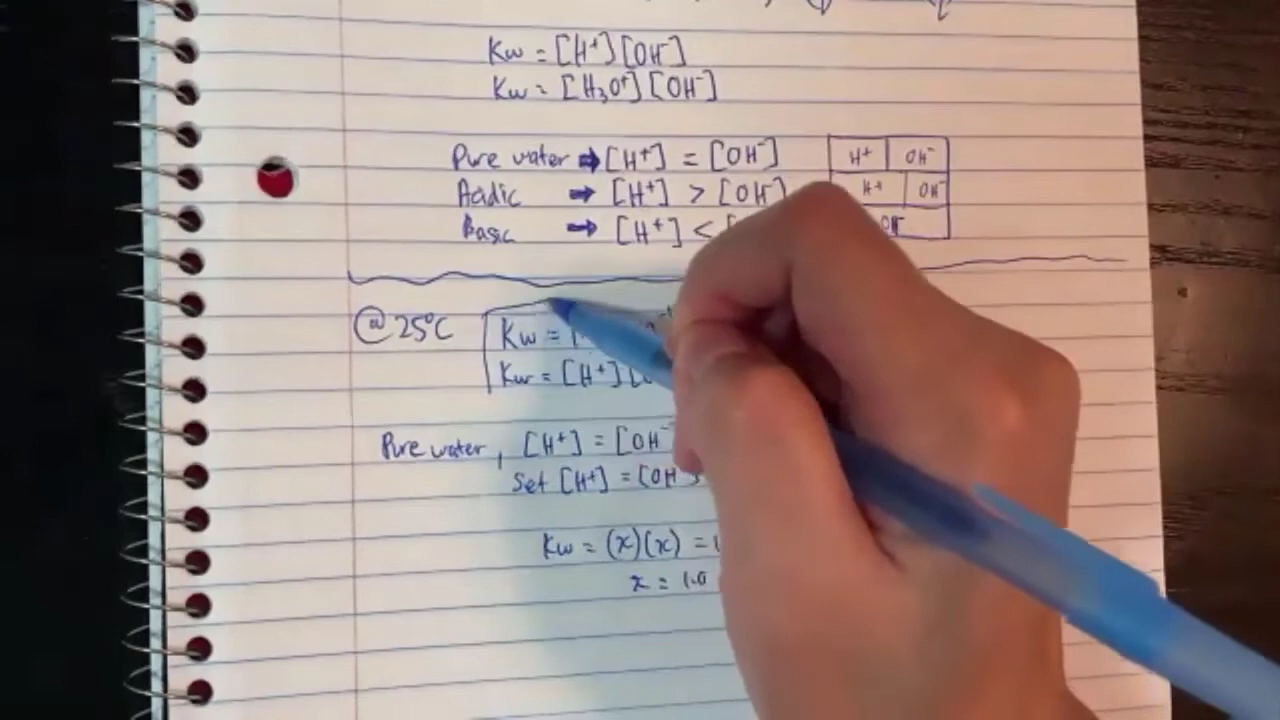 Kw = [H⁺][OH⁻]
Kw = [H₃O⁺][OH⁻]
Pure water ➡ [H⁺] = [OH⁻]
Acidic ➡ [H⁺] > [OH⁻]
Basic ➡ [H⁺] <
H⁺ OH⁻
H⁺ OH⁻
OH⁻
@ 25°C
Kw =
Kw = [H⁺]
Pure water, [H⁺] = [OH⁻
Set [H⁺] = [OH⁻]
Kw = (x)(x) =
x = 1.0